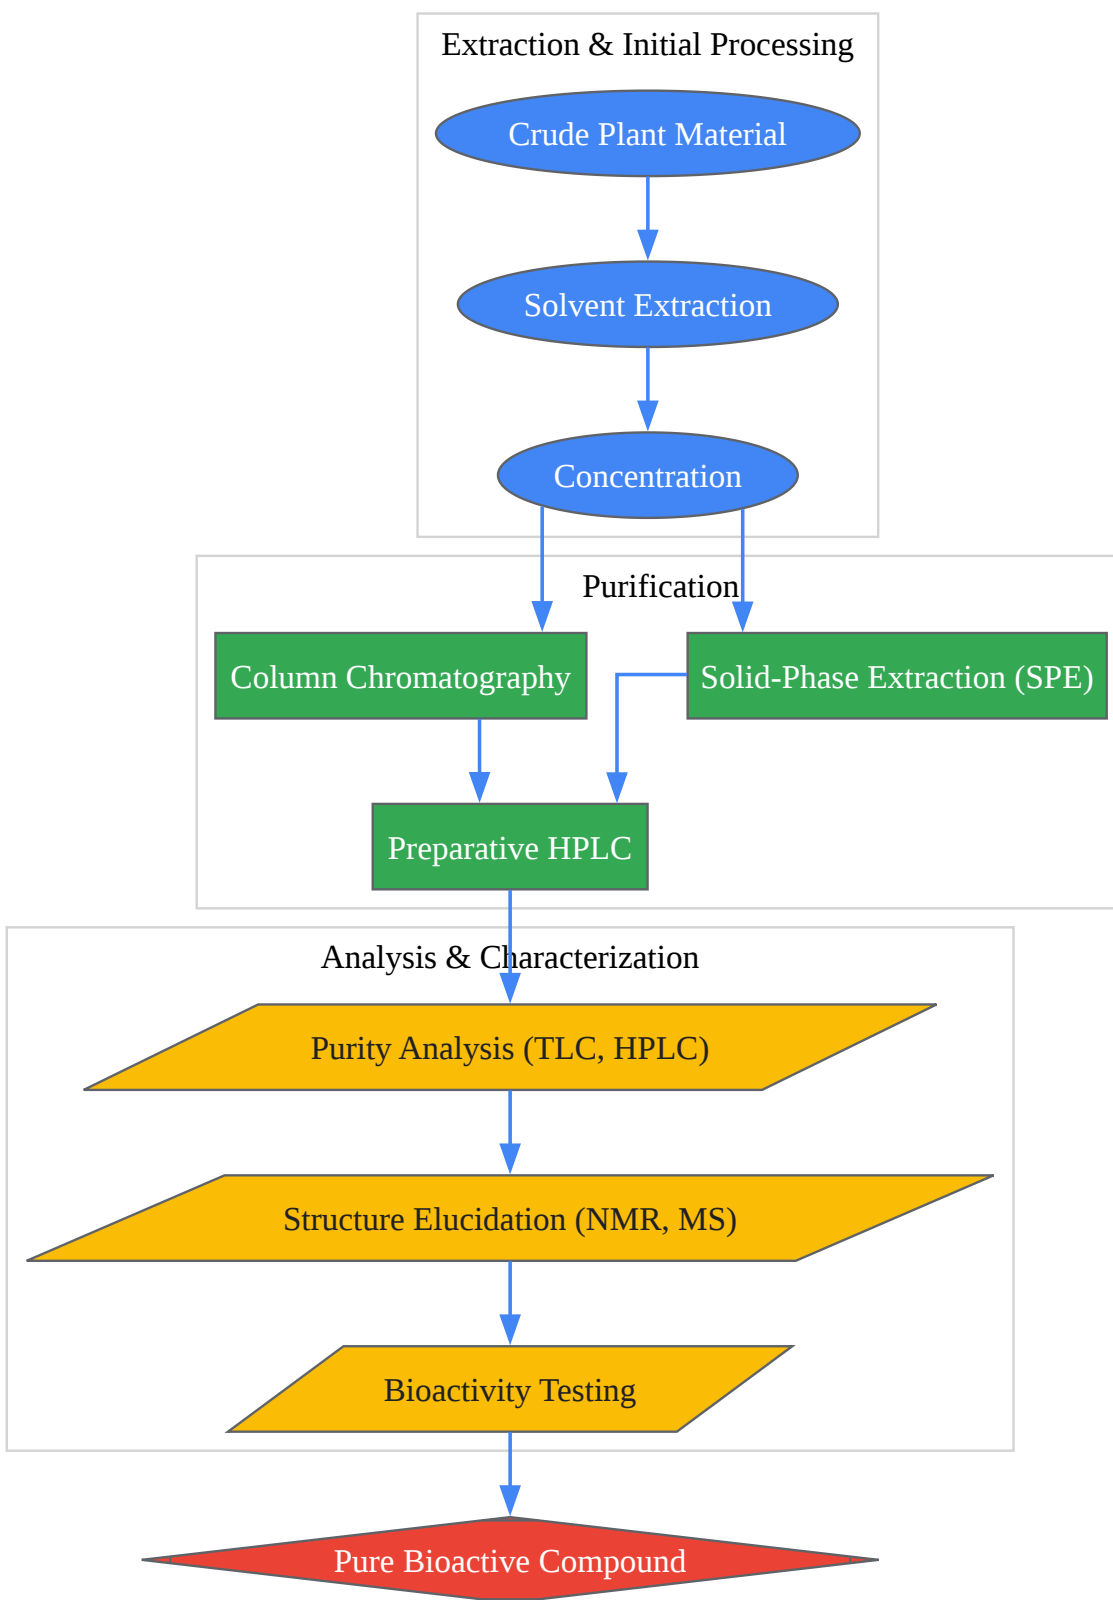 Extraction & Initial Processing
Crude Plant Material
Solvent Extraction
Concentration
Purification
Column Chromatography
Solid-Phase Extraction (SPE)
Preparative HPLC
Analysis & Characterization
Purity Analysis (TLC, HPLC)
Structure Elucidation (NMR, MS)
Bioactivity Testing
Pure Bioactive Compound